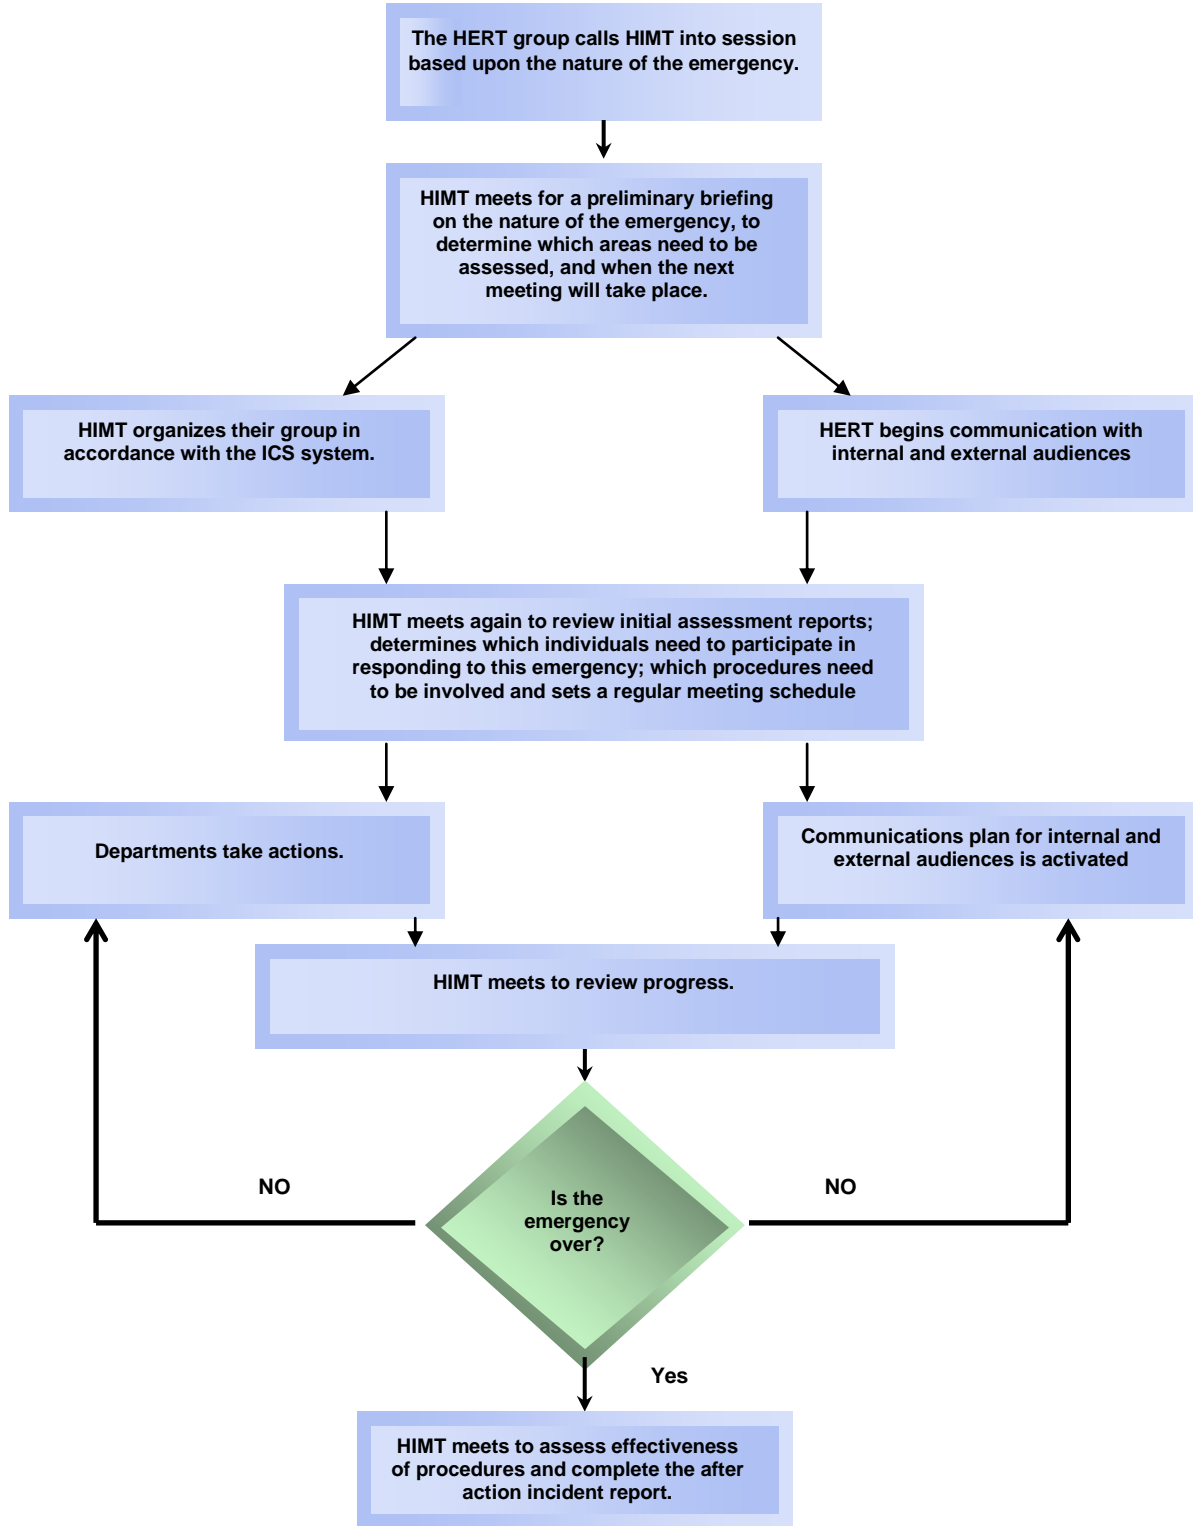 The HERT group calls HIMT into session
based upon the nature of the emergency.
HIMT meets for a preliminary briefing
on the nature of the emergency, to
determine which areas need to be
assessed, and when the next
meeting will take place.
HIMT organizes their group in
accordance with the ICS system.
HERT begins communication with
internal and external audiences
HIMT meets again to review initial assessment reports;
determines which individuals need to participate in
responding to this emergency; which procedures need
to be involved and sets a regular meeting schedule
Departments take actions.
Communications plan for internal and
external audiences is activated
HIMT meets to review progress.
NO
Is the
emergency
over?
NO
Yes
HIMT meets to assess effectiveness
of procedures and complete the after
action incident report.